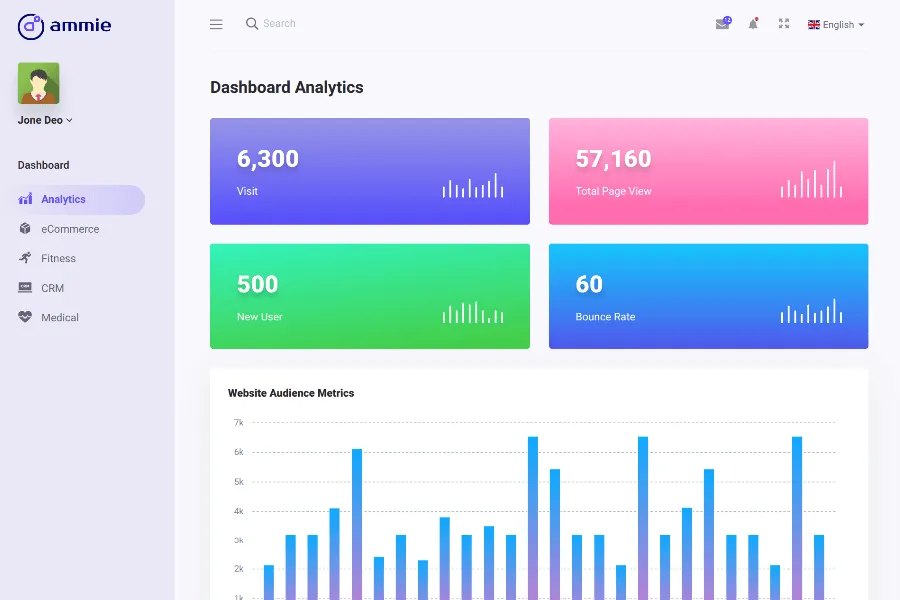 ammie
Search
12
English
Jone Deo
Dashboard
Analytics
eCommerce
Fitness
CRM
Medical
Dashboard Analytics
6,300
Visit
57,160
Total Page View
500
New User
60
Bounce Rate
Website Audience Metrics
7k
6k
5k
4k
3k
2k
1k